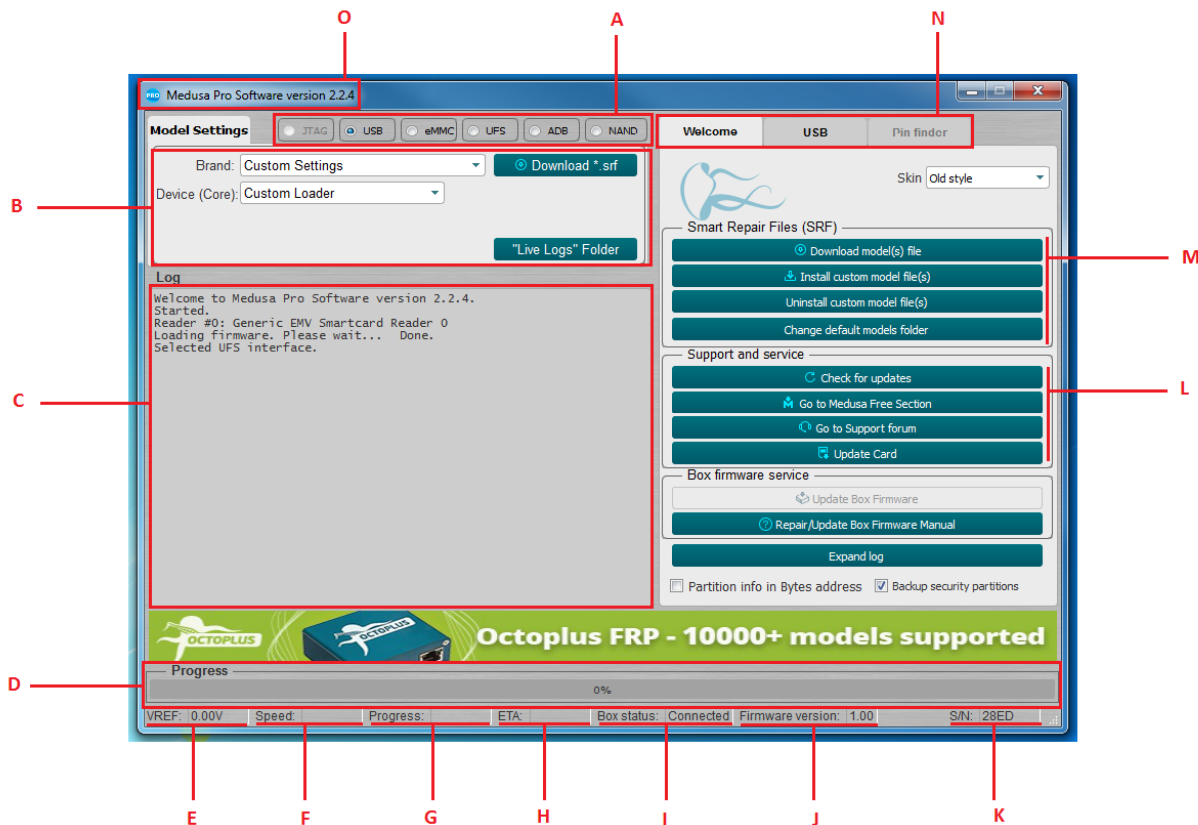 O
A
N
PRO Medusa Pro Software version 2.2.4
Model Settings JTAG USB eMMC UFS ADB NAND
Welcome USB Pin finder
Brand: Custom Settings Download *.srf
Device (Core): Custom Loader
"Live Logs" Folder
B
Skin Old style
Smart Repair Files (SRF)
Download model(s) file
Install custom model file(s)
Uninstall custom model file(s)
Change default models folder
M
Log
Welcome to Medusa Pro Software version 2.2.4.
Started.
Reader #0: Generic EMV Smartcard Reader 0
Loading firmware. Please wait... Done.
Selected UFS interface.
C
Support and service
Check for updates
Go to Medusa Free Section
Go to Support forum
Update Card
L
Box firmware service
Update Box Firmware
Repair/Update Box Firmware Manual
Expand log
Partition info in Bytes address Backup security partitions
OCTOPLUS OCTOPLUS Octoplus FRP - 10000+ models supported
D
Progress
0%
VREF: 0.00V Speed: Progress: ETA: Box status: Connected Firmware version: 1.00 S/N: 28ED
E F G H I J K